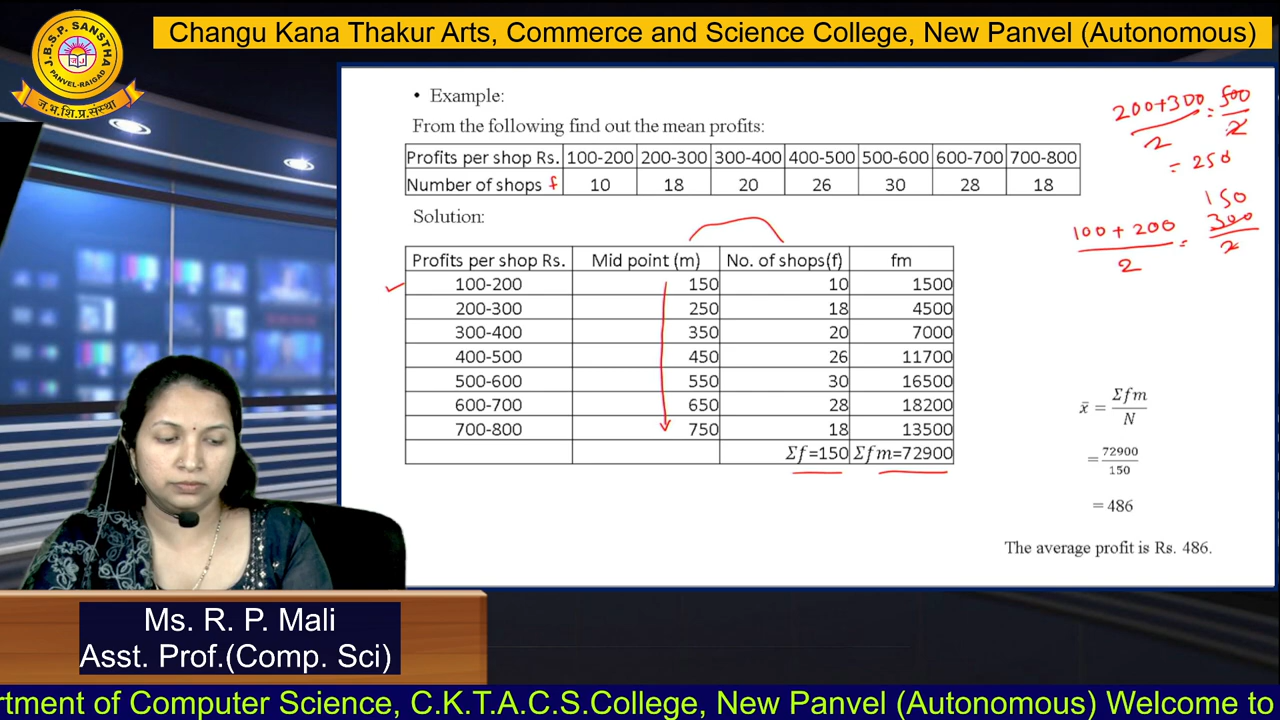 Changu Kana Thakur Arts, Commerce and Science College, New Panvel (Autonomous)
J.B.S.P. SANSTHA
PANVEL-RAIGAD
ज.भ.शि.प्र.संस्था
• Example:
From the following find out the mean profits:
Profits per shop Rs. 100-200 200-300 300-400 400-500 500-600 600-700 700-800
Number of shops f 10 18 20 26 30 28 18
Solution:
Profits per shop Rs. Mid point (m) No. of shops(f) fm
100-200 150 10 1500
200-300 250 18 4500
300-400 350 20 7000
400-500 450 26 11700
500-600 550 30 16500
600-700 650 28 18200
700-800 750 18 13500
Σf=150 Σfm=72900
200+300 = 500
2 2
= 250
150
100 + 200 = 300
2 2
x̄ = Σfm
N
= 72900
150
= 486
The average profit is Rs. 486.
Ms. R. P. Mali
Asst. Prof.(Comp. Sci)
rtment of Computer Science, C.K.T.A.C.S.College, New Panvel (Autonomous) Welcome to